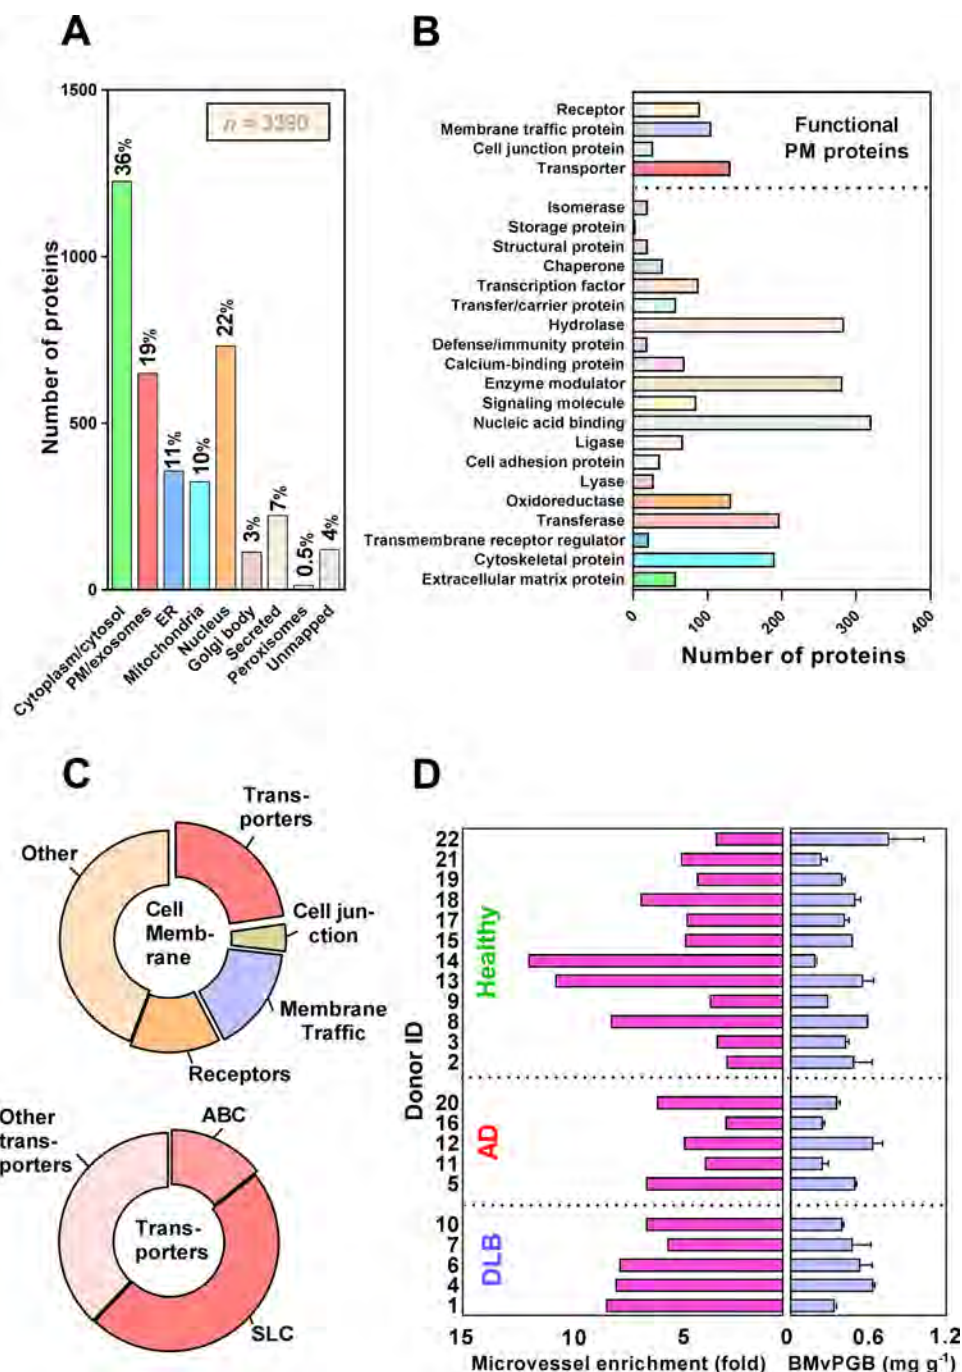 A
1500
1000
500
0
Number of proteins
n = 3390
36%
19%
11%
10%
22%
3%
7%
0.5%
4%
Cytoplasm/cytosol
PM/exosomes
ER
Mitochondria
Nucleus
Golgi body
Secreted
Peroxisomes
Unmapped
B
Functional
PM proteins
Receptor
Membrane traffic protein
Cell junction protein
Transporter
Isomerase
Storage protein
Structural protein
Chaperone
Transcription factor
Transfer/carrier protein
Hydrolase
Defense/immunity protein
Calcium-binding protein
Enzyme modulator
Signaling molecule
Nucleic acid binding
Ligase
Cell adhesion protein
Lyase
Oxidoreductase
Transferase
Transmembrane receptor regulator
Cytoskeletal protein
Extracellular matrix protein
0
100
200
300
400
Number of proteins
C
Trans-
porters
Other
Cell
Memb-
rane
Cell jun-
ction
Membrane
Traffic
Receptors
ABC
Other
trans-
porters
Trans-
porters
SLC
D
Donor ID
Healthy
22
21
19
18
17
15
14
13
9
8
3
2
AD
20
16
12
11
5
DLB
10
7
6
4
1
15 10 5 0 0.6 1.2
Microvessel enrichment (fold) BMvPGB (mg g-1)